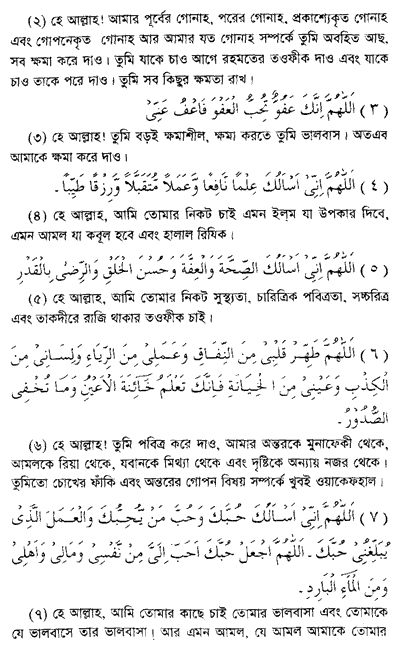 (২) হে আল্লাহ! আমার পূর্বের গোনাহ, পরের গোনাহ, প্রকাশ্যেকৃত গোনাহ
এবং গোপনেকৃত গোনাহ আর আমার যত গোনাহ সম্পর্কে তুমি অবহিত আছ,
সব ক্ষমা করে দাও। তুমি যাকে চাও আগে রহমতের তওফীক দাও এবং যাকে
চাও তাকে পরে দাও। তুমি সব কিছুর ক্ষমতা রাখ।
(٣) اَللّٰهُمَّ اِنَّكَ عَفُوٌّ تُحِبُّ الْعَفْوَ فَاعْفُ عَنِّىْ
(৩) হে আল্লাহ! তুমি বড়ই ক্ষমাশীল, ক্ষমা করতে তুমি ভালবাস। অতএব
আমাকে ক্ষমা করে দাও।
(٤) اَللّٰهُمَّ اِنِّىْ اَسْاَلُكَ عِلْمًا نَافِعًا وَعَمَلًا مُتَقَبَّلًا وَرِزْقًا طَيِّبًا۔
(৪) হে আল্লাহ, আমি তোমার নিকট চাই এমন ইল্ম যা উপকার দিবে,
এমন আমল যা কবূল হবে এবং হালাল রিযিক।
(٥) اَللّٰهُمَّ اِنِّىْ اَسْاَلُكَ الصِّحَّةَ وَالْعِفَّةَ وَحُسْنَ الْخَلْقِ وَالرِّضٰى بِالْقَدْرِ
(৫) হে আল্লাহ, আমি তোমার নিকট সুস্থ্যতা, চারিত্রিক পবিত্রতা, সচ্চরিত্র
এবং তাকদীরে রাজি থাকার তওফীক চাই।
(٦) اَللّٰهُمَّ طَهِّرْ قَلْبِىْ مِنَ النِّفَاقِ وَعَمَلِىْ مِنَ الرِّيَاءِ وَلِسَانِىْ مِنَ
الْكِذْبِ وَعَيْنِىْ مِنَ الْخِيَانَةِ فَاِنَّكَ تَعْلَمُ خَآئِنَةَ الْاَعْيُنِ وَمَا تُخْفِى
الصُّدُوْرُ۔
(৬) হে আল্লাহ! তুমি পবিত্র করে দাও, আমার অন্তরকে মুনাফেকী থেকে,
আমলকে রিয়া থেকে, যবানকে মিথ্যা থেকে এবং দৃষ্টিকে অন্যায় নজর থেকে।
তুমিতো চোখের ফাঁকি এবং অন্তরের গোপন বিষয় সম্পর্কে খুবই ওয়াকেফহাল।
(٧) اَللّٰهُمَّ اِنِّىْ اَسْاَلُكَ حُبَّكَ وَحُبَّ مَنْ يُّحِبُّكَ وَالْعَمَلَ الَّذِىْ
يُبَلِّغُنِىْ حُبَّكَ۔ اَللّٰهُمَّ اجْعَلْ حُبَّكَ اَحَبَّ اِلَىَّ مِنْ نَّفْسِىْ وَمَالِىْ وَاَهْلِىْ
وَمِنَ الْمَآءِ الْبَارِدِ۔
(৭) হে আল্লাহ, আমি তোমার কাছে চাই তোমার ভালবাসা এবং তোমাকে
যে ভালবাসে তার ভালবাসা। আর এমন আমল, যে আমল আমাকে তোমার